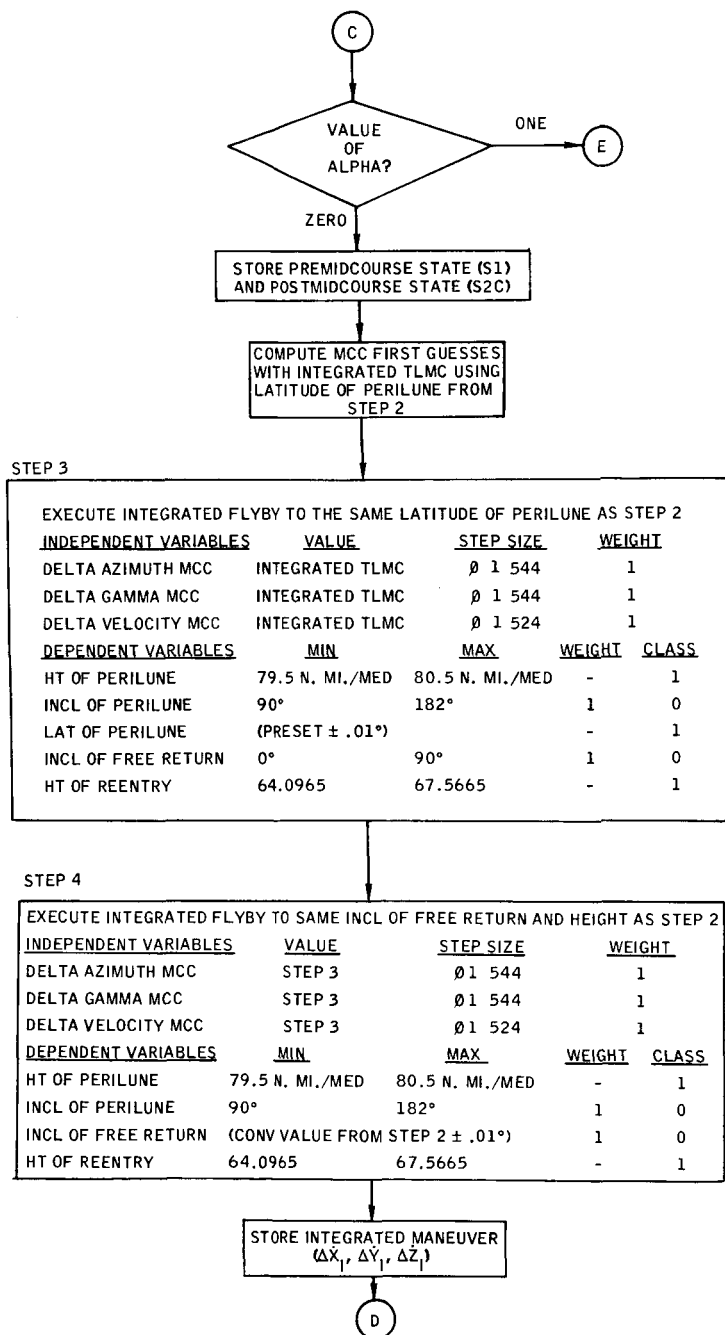 C
VALUE
OF
ALPHA?
ONE
E
ZERO
STORE PREMIDCOURSE STATE (S1)
AND POSTMIDCOURSE STATE (S2C)
COMPUTE MCC FIRST GUESSES
WITH INTEGRATED TLMC USING
LATITUDE OF PERILUNE FROM
STEP 2
STEP 3
EXECUTE INTEGRATED FLYBY TO THE SAME LATITUDE OF PERILUNE AS STEP 2
INDEPENDENT VARIABLES VALUE STEP SIZE WEIGHT
DELTA AZIMUTH MCC INTEGRATED TLMC Ø 1 544 1
DELTA GAMMA MCC INTEGRATED TLMC Ø 1 544 1
DELTA VELOCITY MCC INTEGRATED TLMC Ø 1 524 1
DEPENDENT VARIABLES MIN MAX WEIGHT CLASS
HT OF PERILUNE 79.5 N. MI./MED 80.5 N. MI./MED - 1
INCL OF PERILUNE 90° 182° 1 0
LAT OF PERILUNE (PRESET ± .01°) - 1
INCL OF FREE RETURN 0° 90° 1 0
HT OF REENTRY 64.0965 67.5665 - 1
STEP 4
EXECUTE INTEGRATED FLYBY TO SAME INCL OF FREE RETURN AND HEIGHT AS STEP 2
INDEPENDENT VARIABLES VALUE STEP SIZE WEIGHT
DELTA AZIMUTH MCC STEP 3 Ø1 544 1
DELTA GAMMA MCC STEP 3 Ø1 544 1
DELTA VELOCITY MCC STEP 3 Ø1 524 1
DEPENDENT VARIABLES MIN MAX WEIGHT CLASS
HT OF PERILUNE 79.5 N. MI./MED 80.5 N. MI./MED - 1
INCL OF PERILUNE 90° 182° 1 0
INCL OF FREE RETURN (CONV VALUE FROM STEP 2 ± .01°) 1 0
HT OF REENTRY 64.0965 67.5665 - 1
STORE INTEGRATED MANEUVER
(ΔẊI, ΔẎI, ΔŻI)
D